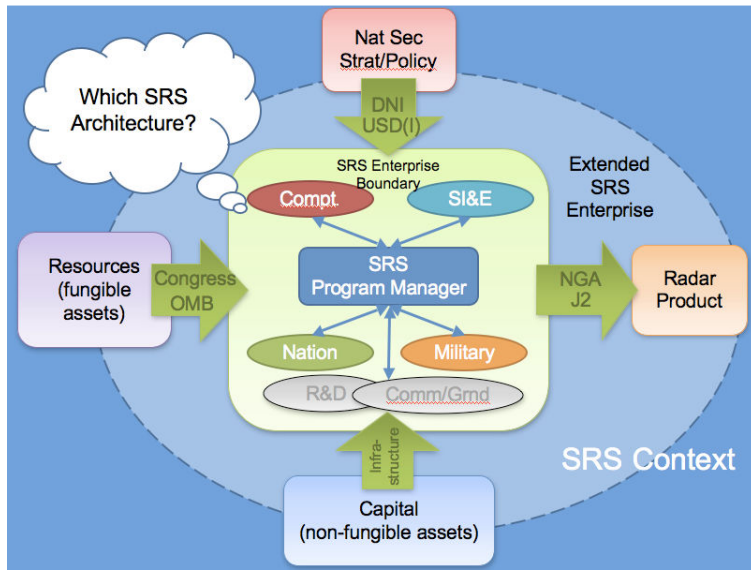 Nat Sec
Strat/Policy
Which SRS
Architecture?
DNI
USD(I)
SRS Enterprise
Boundary
Extended
SRS
Enterprise
Compt.
SI&E
Resources
(fungible
assets)
Congress
OMB
SRS
Program Manager
NGA
J2
Radar
Product
Nation
Military
R&D
Comm/Grnd
Infra-
structure
SRS Context
Capital
(non-fungible assets)